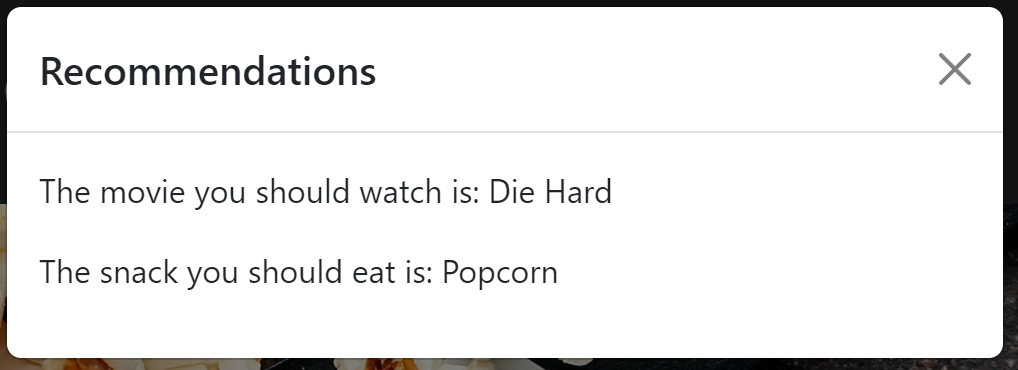 Recommendations
The movie you should watch is: Die Hard
The snack you should eat is: Popcorn